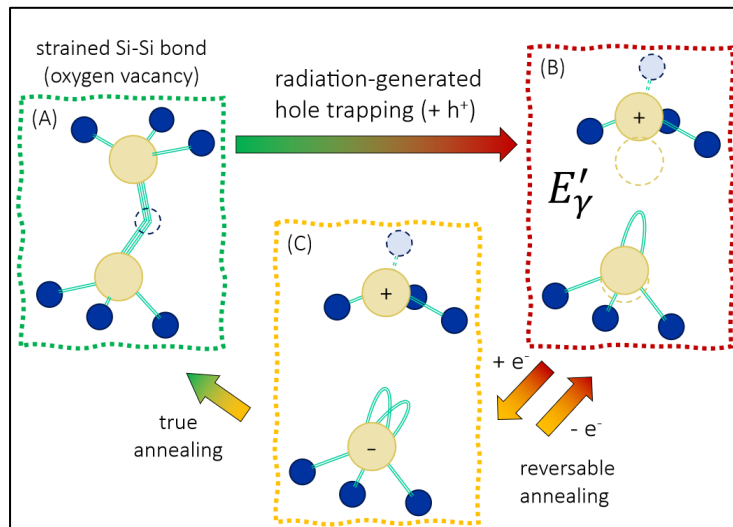 strained Si-Si bond
(oxygen vacancy)
(A)
radiation-generated
hole trapping (+ h⁺)
(B)
+
E′γ
(C)
+
-
+ e⁻
- e⁻
true
annealing
reversable
annealing